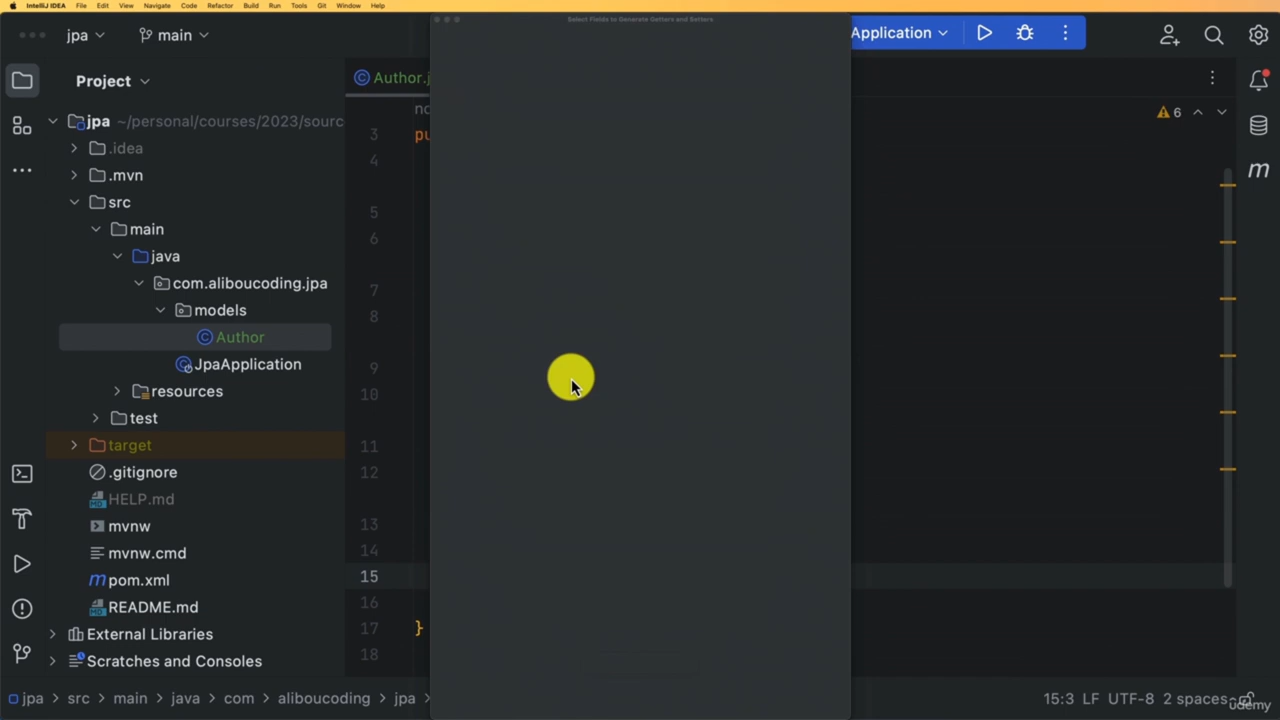 IntelliJ IDEA File Edit View Navigate Code Refactor Build Run Tools Git Window Help
Select Fields to Generate Getters and Setters
jpa main Application
Project
Author.j
6
jpa ~/personal/courses/2023/sourc
.idea
.mvn
src
main
java
com.aliboucoding.jpa
models
Author
JpaApplication
resources
test
target
.gitignore
HELP.md
mvnw
mvnw.cmd
pom.xml
README.md
External Libraries
Scratches and Consoles
no
3 pu
4
5
6
7
8
9
10
11
12
13
14
15
16
17 }
18
jpa > src > main > java > com > aliboucoding > jpa >
15:3 LF UTF-8 2 spaces
udemy